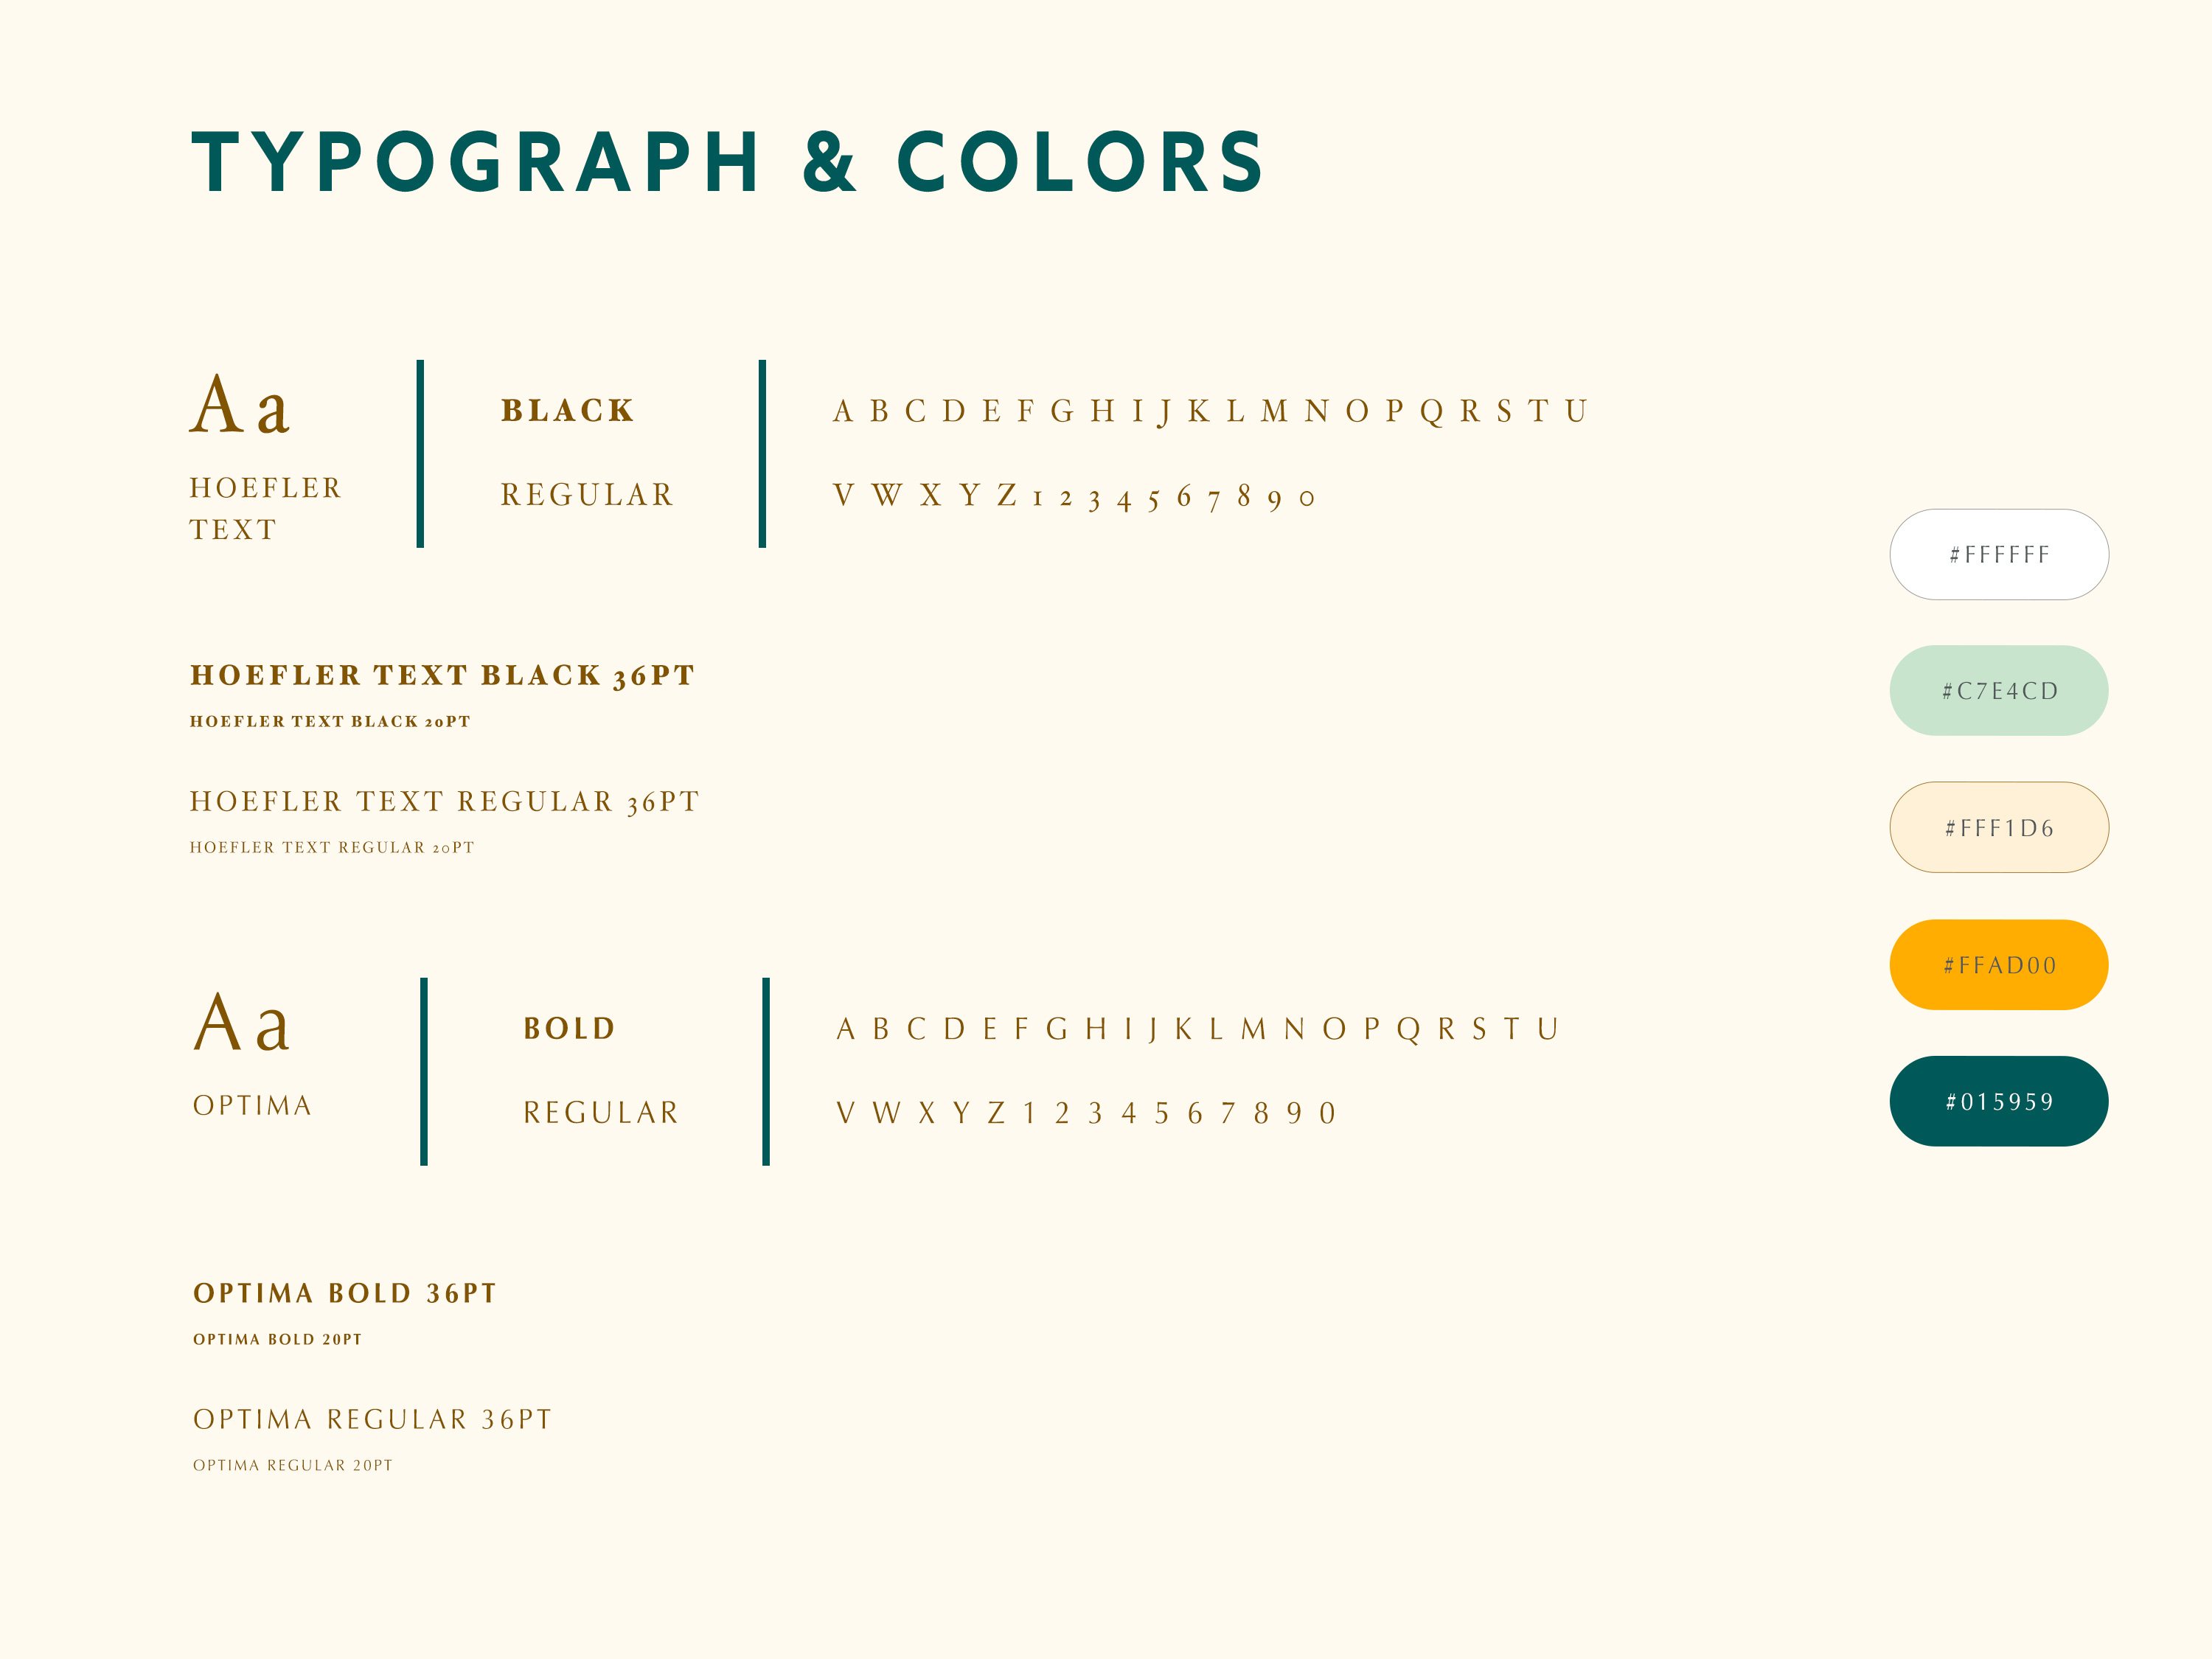 TYPOGRAPH & COLORS
Aa
HOEFLER
TEXT
BLACK
REGULAR
A B C D E F G H I J K L M N O P Q R S T U
V W X Y Z 1 2 3 4 5 6 7 8 9 0
HOEFLER TEXT BLACK 36PT
HOEFLER TEXT BLACK 20PT
HOEFLER TEXT REGULAR 36PT
HOEFLER TEXT REGULAR 20PT
Aa
OPTIMA
BOLD
REGULAR
A B C D E F G H I J K L M N O P Q R S T U
V W X Y Z 1 2 3 4 5 6 7 8 9 0
OPTIMA BOLD 36PT
OPTIMA BOLD 20PT
OPTIMA REGULAR 36PT
OPTIMA REGULAR 20PT
#FFFFFF
#C7E4CD
#FFF1D6
#FFAD00
#015959